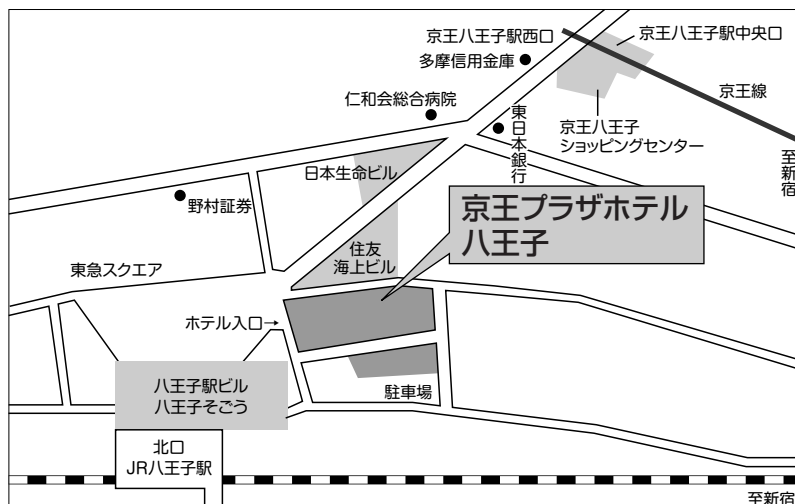 京王八王子駅西口
京王八王子駅中央口
多摩信用金庫
京王線
仁和会総合病院
東日本銀行
京王八王子
ショッピングセンター
至新宿
日本生命ビル
野村証券
京王プラザホテル
八王子
住友
海上ビル
東急スクエア
ホテル入口→
八王子駅ビル
八王子そごう
駐車場
北口
JR八王子駅
至新宿